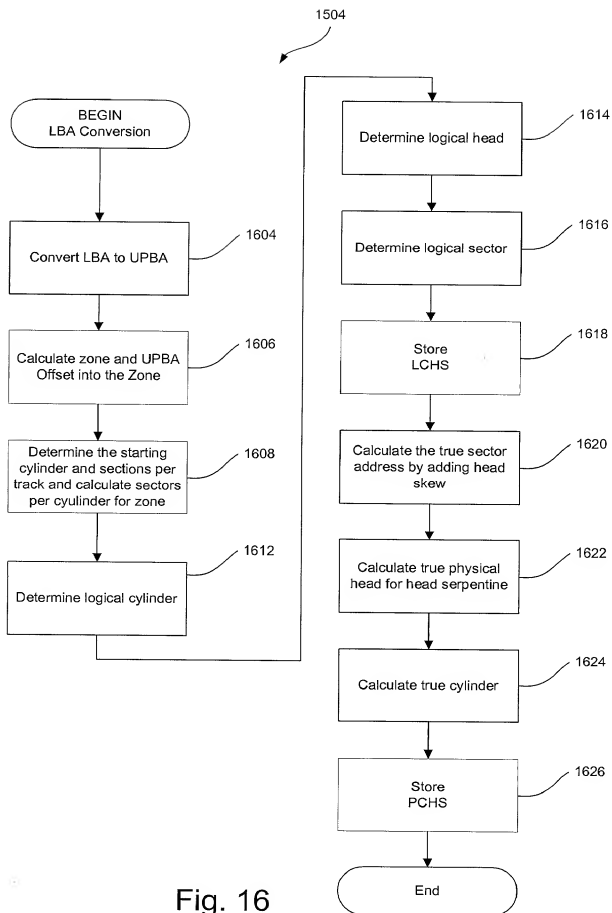 1504
BEGIN
LBA Conversion
Convert LBA to UPBA
1604
Calculate zone and UPBA
Offset into the Zone
1606
Determine the starting
cylinder and sections per
track and calculate sectors
per cyulinder for zone
1608
Determine logical cylinder
1612
Determine logical head
1614
Determine logical sector
1616
Store
LCHS
1618
Calculate the true sector
address by adding head
skew
1620
Calculate true physical
head for head serpentine
1622
Calculate true cylinder
1624
Store
PCHS
1626
End
Fig. 16